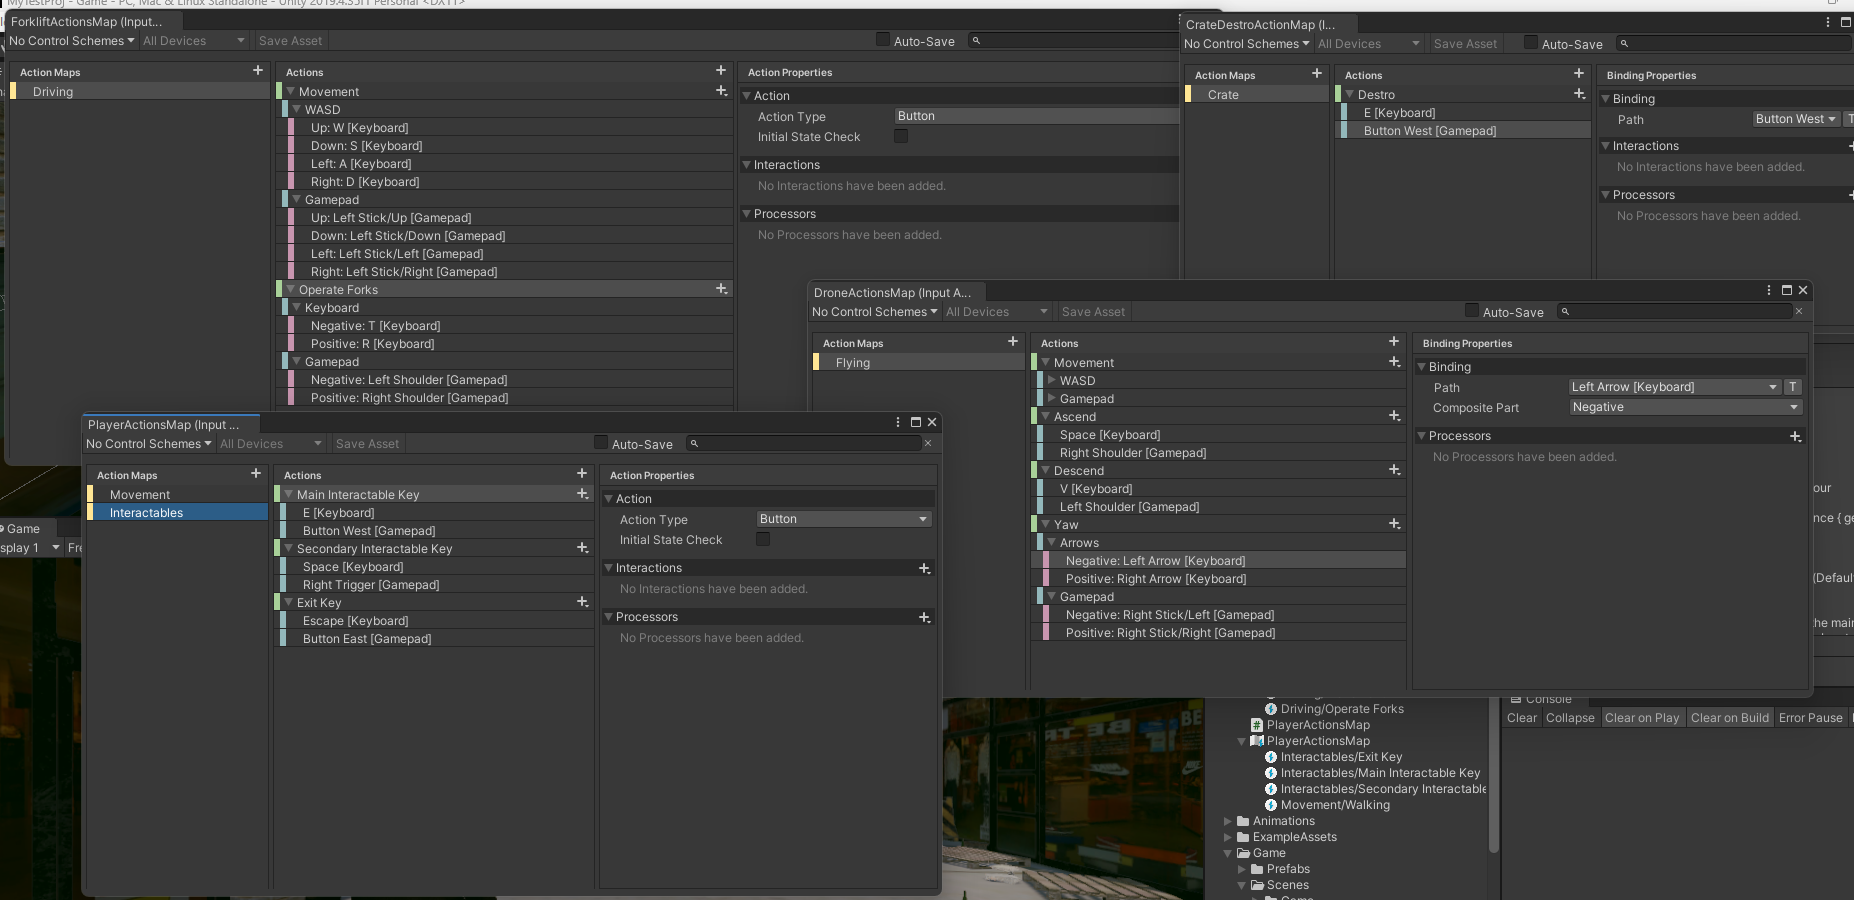 MyTestProj - Game - PC, Mac & Linux Standalone - Unity 2019.4.35f1 Personal <DX11>
ForkliftActionsMap (Input...
No Control Schemes
All Devices
Save Asset
Auto-Save
Action Maps
Driving
Actions
Movement
WASD
Up: W [Keyboard]
Down: S [Keyboard]
Left: A [Keyboard]
Right: D [Keyboard]
Gamepad
Up: Left Stick/Up [Gamepad]
Down: Left Stick/Down [Gamepad]
Left: Left Stick/Left [Gamepad]
Right: Left Stick/Right [Gamepad]
Operate Forks
Keyboard
Negative: T [Keyboard]
Positive: R [Keyboard]
Gamepad
Negative: Left Shoulder [Gamepad]
Positive: Right Shoulder [Gamepad]
Action Properties
Action
Action Type
Button
Initial State Check
Interactions
No Interactions have been added.
Processors
No Processors have been added.
CrateDestroActionMap (I...
No Control Schemes
All Devices
Save Asset
Auto-Save
Action Maps
Crate
Actions
Destro
E [Keyboard]
Button West [Gamepad]
Binding Properties
Binding
Path
Button West
T
Interactions
No Interactions have been added.
Processors
No Processors have been added.
DroneActionsMap (Input A...
No Control Schemes
All Devices
Save Asset
Auto-Save
Action Maps
Flying
Actions
Movement
WASD
Gamepad
Ascend
Space [Keyboard]
Right Shoulder [Gamepad]
Descend
V [Keyboard]
Left Shoulder [Gamepad]
Yaw
Arrows
Negative: Left Arrow [Keyboard]
Positive: Right Arrow [Keyboard]
Gamepad
Negative: Right Stick/Left [Gamepad]
Positive: Right Stick/Right [Gamepad]
Binding Properties
Binding
Path
Left Arrow [Keyboard]
T
Composite Part
Negative
Processors
No Processors have been added.
PlayerActionsMap (Input ...
No Control Schemes
All Devices
Save Asset
Auto-Save
Action Maps
Movement
Interactables
Actions
Main Interactable Key
E [Keyboard]
Button West [Gamepad]
Secondary Interactable Key
Space [Keyboard]
Right Trigger [Gamepad]
Exit Key
Escape [Keyboard]
Button East [Gamepad]
Action Properties
Action
Action Type
Button
Initial State Check
Interactions
No Interactions have been added.
Processors
No Processors have been added.
Game
splay 1
Fre
our
nce { ge
(Defau
the main
Driving/Operate Forks
PlayerActionsMap
PlayerActionsMap
Interactables/Exit Key
Interactables/Main Interactable Key
Interactables/Secondary Interactable
Movement/Walking
Animations
ExampleAssets
Game
Prefabs
Scenes
Console
Clear
Collapse
Clear on Play
Clear on Build
Error Pause